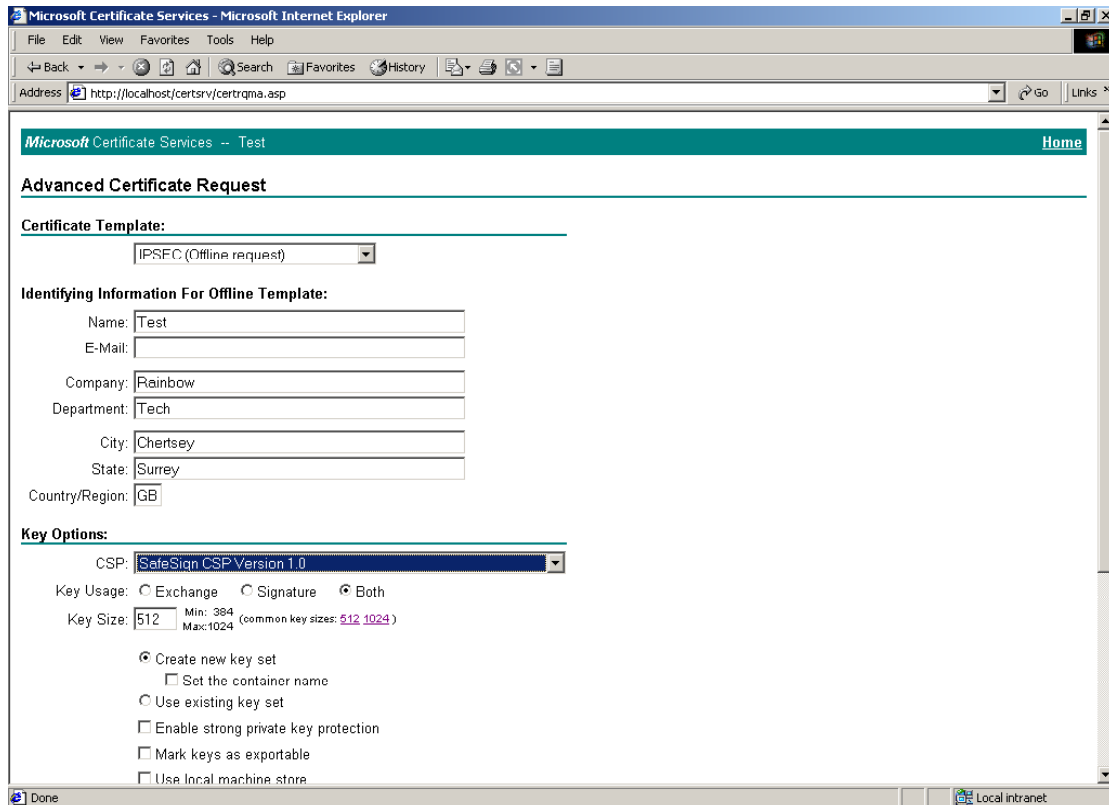 Microsoft Certificate Services - Microsoft Internet Explorer
File Edit View Favorites Tools Help
Back Search Favorites History
Address http://localhost/certsrv/certrqma.asp Go Links »
Microsoft Certificate Services -- Test Home
Advanced Certificate Request
Certificate Template:
IPSEC (Offline request)
Identifying Information For Offline Template:
Name: Test
E-Mail:
Company: Rainbow
Department: Tech
City: Chertsey
State: Surrey
Country/Region: GB
Key Options:
CSP: SafeSign CSP Version 1.0
Key Usage: Exchange Signature Both
Key Size: 512 Min: 384 Max:1024 (common key sizes: 512 1024 )
Create new key set
Set the container name
Use existing key set
Enable strong private key protection
Mark keys as exportable
Use local machine store
Done Local intranet